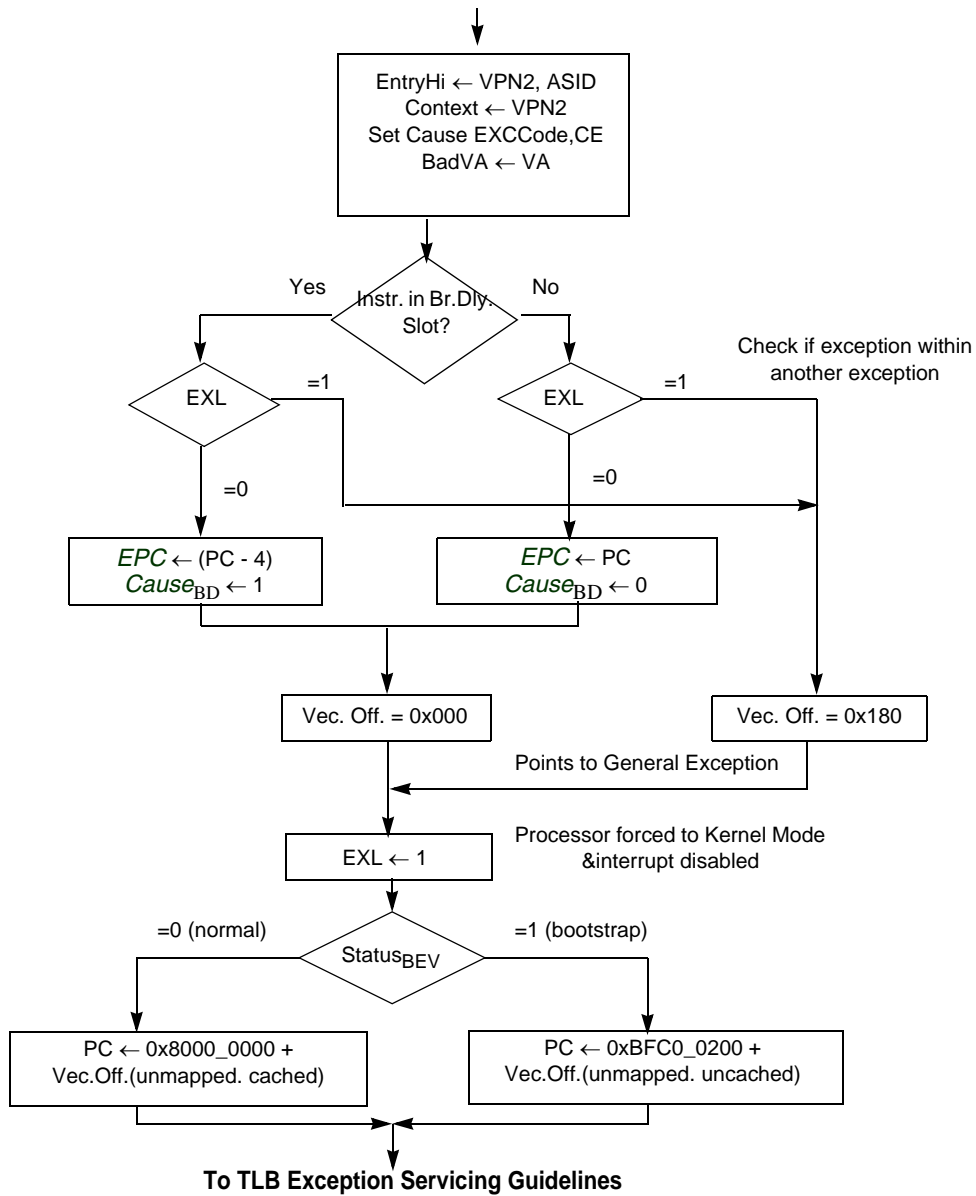 EntryHi ← VPN2, ASID
Context ← VPN2
Set Cause EXCCode,CE
BadVA ← VA
Yes
Instr. in Br.Dly.
Slot?
No
Check if exception within
another exception
EXL
=1
EXL
=1
=0
=0
EPC ← (PC - 4)
CauseBD ← 1
EPC ← PC
CauseBD ← 0
Vec. Off. = 0x000
Vec. Off. = 0x180
Points to General Exception
EXL ← 1
Processor forced to Kernel Mode
&interrupt disabled
=0 (normal)
StatusBEV
=1 (bootstrap)
PC ← 0x8000_0000 +
Vec.Off.(unmapped. cached)
PC ← 0xBFC0_0200 +
Vec.Off.(unmapped. uncached)
To TLB Exception Servicing Guidelines